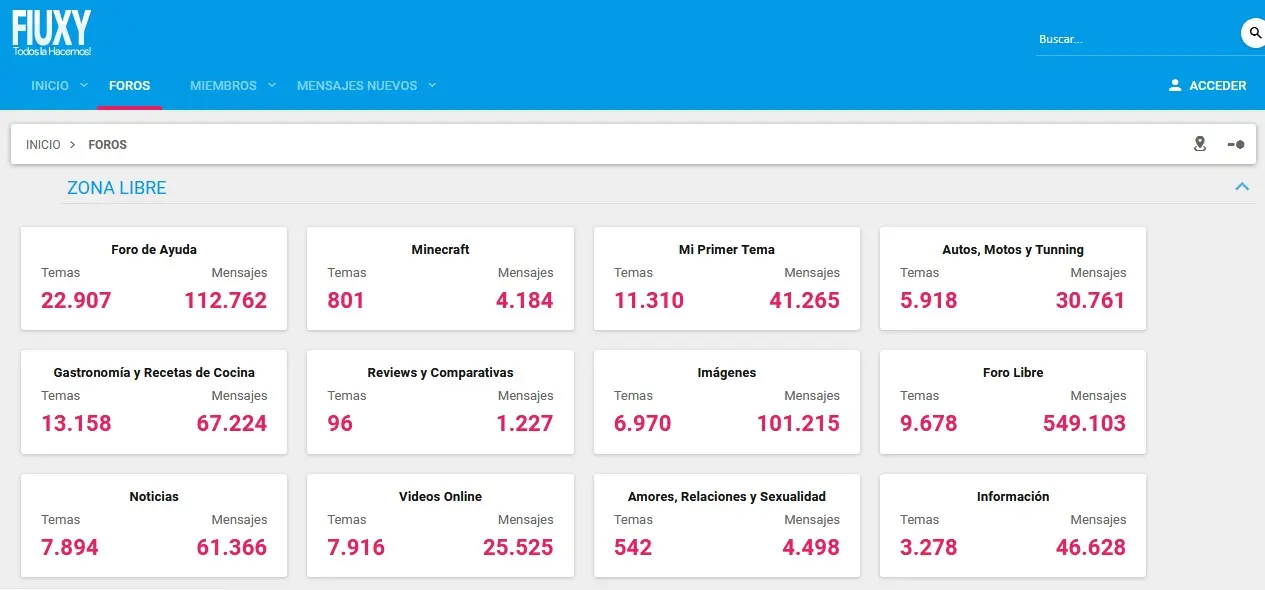 FIUXY
Todos la Hacemos!
Buscar...
INICIO FOROS MIEMBROS MENSAJES NUEVOS ACCEDER
INICIO > FOROS
ZONA LIBRE
Foro de Ayuda Minecraft Mi Primer Tema Autos, Motos y Tunning
Temas Mensajes Temas Mensajes Temas Mensajes Temas Mensajes
22.907 112.762 801 4.184 11.310 41.265 5.918 30.761
Gastronomía y Recetas de Cocina Reviews y Comparativas Imágenes Foro Libre
Temas Mensajes Temas Mensajes Temas Mensajes Temas Mensajes
13.158 67.224 96 1.227 6.970 101.215 9.678 549.103
Noticias Videos Online Amores, Relaciones y Sexualidad Información
Temas Mensajes Temas Mensajes Temas Mensajes Temas Mensajes
7.894 61.366 7.916 25.525 542 4.498 3.278 46.628